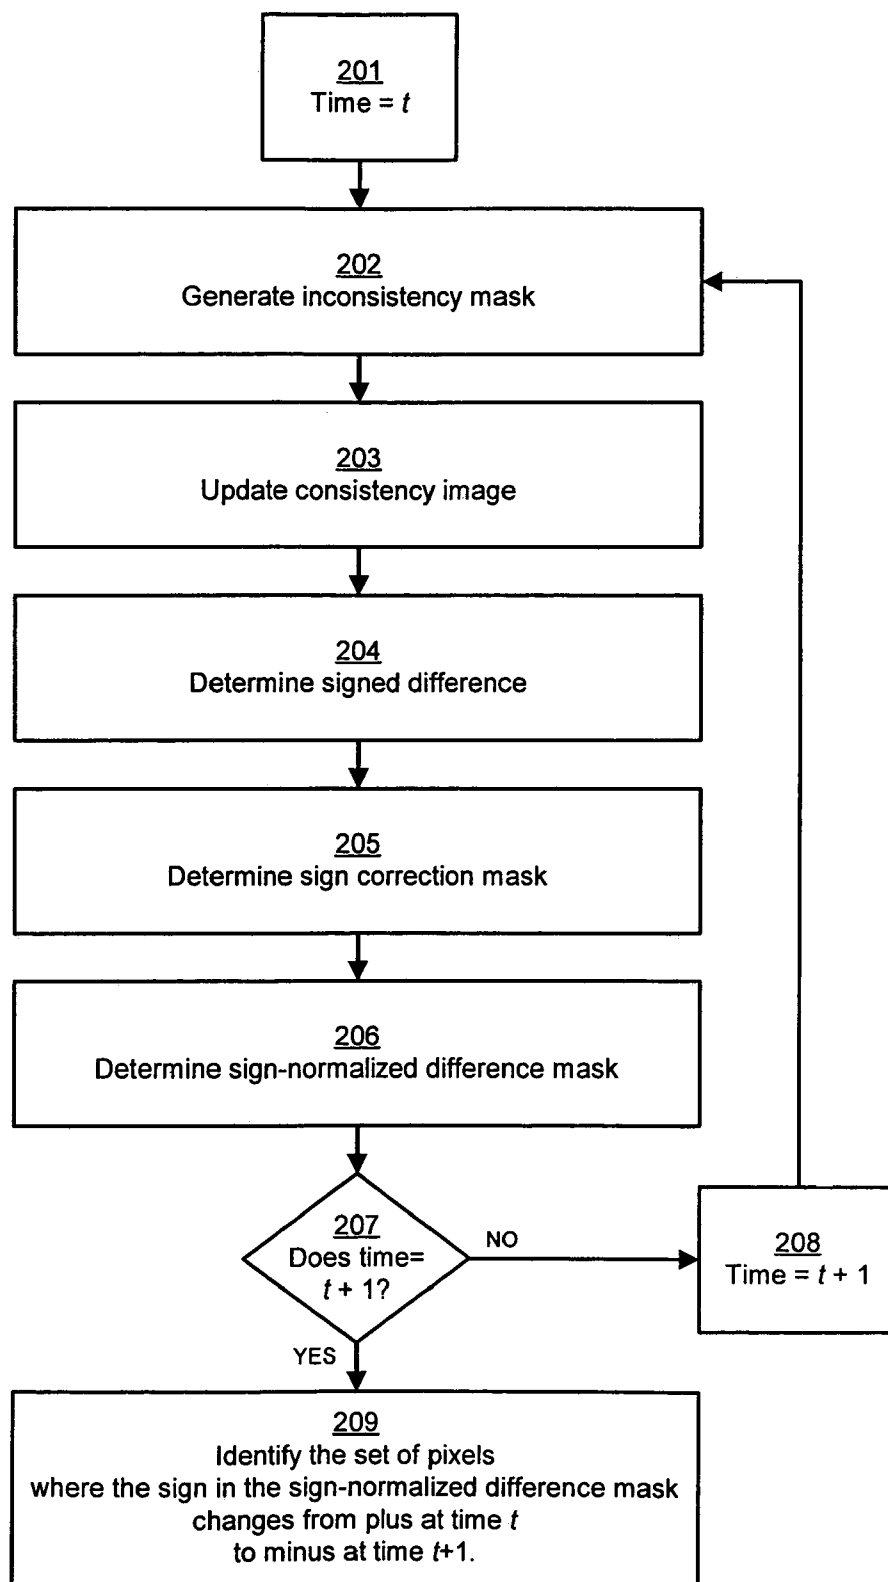 201
Time = t
202
Generate inconsistency mask
203
Update consistency image
204
Determine signed difference
205
Determine sign correction mask
206
Determine sign-normalized difference mask
207
Does time=
t + 1?
NO
208
Time = t + 1
YES
209
Identify the set of pixels
where the sign in the sign-normalized difference mask
changes from plus at time t
to minus at time t+1.